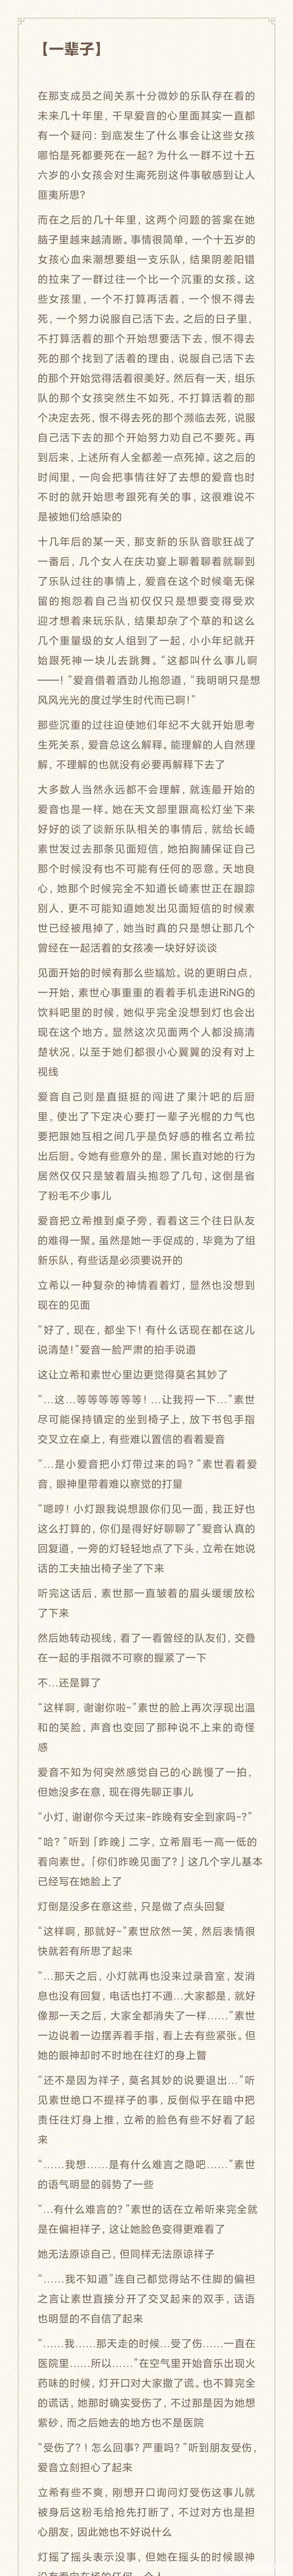 【一辈子】
在那支成员之间关系十分微妙的乐队存在着的
未来几十年里，千早爱音的心里面其实一直都
有一个疑问：到底发生了什么事会让这些女孩
哪怕是死都要死在一起？为什么一群不过十五
六岁的小女孩会对生离死别这件事敏感到让人
匪夷所思？
而在之后的几十年里，这两个问题的答案在她
脑子里越来越清晰。事情很简单，一个十五岁的
女孩心血来潮想要组一支乐队，结果阴差阳错
的拉来了一群过往一个比一个沉重的女孩。这
些女孩里，一个不打算再活着，一个恨不得去
死，一个努力说服自己活下去。之后的日子里，
不打算活着的那个开始想要活下去，恨不得去
死的那个找到了活着的理由，说服自己活下去
的那个开始觉得活着很美好。然后有一天，组乐
队的那个女孩突然生不如死，不打算活着的那
个决定去死，恨不得去死的那个濒临去死，说服
自己活下去的那个开始努力劝自己不要死。再
到后来，上述所有人全都差一点死掉。这之后的
时间里，一向会把事情往好了去想的爱音也时
不时的就开始思考跟死有关的事，这很难说不
是被她们给感染的
十几年后的某一天，那支新的乐队音歌狂战了
一番后，几个女人在庆功宴上聊着聊着就聊到
了乐队过往的事情上，爱音在这个时候毫无保
留的抱怨着自己当初仅仅只是想要变得受欢
迎才想着来玩乐队，结果却杂了个草的和这么
几个重量级的女人组到了一起，小小年纪就开
始跟死神一块儿去跳舞。“这都叫什么事儿啊
——！”爱音借着酒劲儿抱怨道，“我明明只是想
风风光光的度过学生时代而已啊！”
那些沉重的过往迫使她们年纪不大就开始思考
生死关系，爱音总这么解释。能理解的人自然理
解，不理解的也就没有必要再解释下去了
大多数人当然永远都不会理解，就连最开始的
爱音也是一样。她在天文部里跟高松灯坐下来
好好的谈了谈新乐队相关的事情后，就给长崎
素世发过去那条见面短信，她拍胸脯保证自己
那个时候没有也不可能有任何的恶意。天地良
心，她那个时候完全不知道长崎素世正在跟踪
别人，更不可能知道她发出见面短信的时候素
世已经被甩掉了，她当时真的只是想让那几个
曾经在一起活着的女孩凑一块好好谈谈
见面开始的时候有那么些尴尬。说的更明白点，
一开始，素世心事重重的看着手机走进RiNG的
饮料吧里的时候，她似乎完全没想到灯也会出
现在这个地方。显然这次见面两个人都没搞清
楚状况，以至于她们都很小心翼翼的没有对上
视线
爱音自己则是直挺挺的闯进了果汁吧的后厨
里，使出了下定决心要打一辈子光棍的力气也
要把跟她互相之间几乎是负好感的椎名立希拉
出后厨。令她有些意外的是，黑长直对她的行为
居然仅仅只是皱着眉头抱怨了几句，这倒是省
了粉毛不少事儿
爱音把立希推到桌子旁，看着这三个往日队友
的难得一聚。虽然是她一手促成的，毕竟为了组
新乐队，有些话是必须要说开的
立希以一种复杂的神情看着灯，显然也没想到
现在的见面
“好了，现在，都坐下！有什么话现在都在这儿
说清楚！”爱音一脸严肃的拍手说道
这让立希和素世心里边更觉得莫名其妙了
“…这…等等等等等等！…让我捋一下…”素世
尽可能保持镇定的坐到椅子上，放下书包手指
交叉立在桌上，有些难以置信的看着爱音
“…是小爱音把小灯带过来的吗？”素世看着爱
音，眼神里带着难以察觉的打量
“嗯哼！小灯跟我说想跟你们见一面，我正好也
这么打算的，你们是得好好聊聊了”爱音认真的
回复道，一旁的灯轻轻地点了下头，立希在她说
话的工夫抽出椅子坐了下来
听完这话后，素世那一直皱着的眉头缓缓放松
了下来
然后她转动视线，看了一看曾经的队友们，交叠
在一起的手指微不可察的握紧了一下
不…还是算了
“这样啊，谢谢你啦~”素世的脸上再次浮现出温
和的笑脸，声音也变回了那种说不上来的奇怪
感
爱音不知为何突然感觉自己的心跳慢了一拍，
但她没多在意，现在得先聊正事儿
“小灯，谢谢你今天过来~昨晚有安全到家吗~?”
“哈？”听到「昨晚」二字，立希眉毛一高一低的
看向素世。「你们昨晚见面了？」这几个字儿基本
已经写在她脸上了
灯倒是没多在意这些，只是做了点头回复
“这样啊，那就好~”素世欣然一笑，然后表情很
快就若有所思了起来
“…那天之后，小灯就再也没来过录音室，发消
息也没有回复，电话也打不通…大家都是，就好
像那一天之后，大家全都消失了一样……”素世
一边说着一边摆弄着手指，看上去有些紧张。但
她的眼神却时不时地在往灯的身上瞥
“还不是因为祥子，莫名其妙的说要退出…”听
见素世绝口不提祥子的事，反倒似乎在暗中把
责任往灯身上推，立希的脸色有些不好看了起
来
“……我想……是有什么难言之隐吧……”素世
的语气明显的弱势了一些
“…有什么难言的？”素世的话在立希听来完全就
是在偏袒祥子，这让她脸色变得更难看了
她无法原谅自己，但同样无法原谅祥子
“……我不知道”连自己都觉得站不住脚的偏袒
之言让素世直接分开了交叉起来的双手，话语
也明显的不自信了起来
“……我……那天走的时候…受了伤……一直在
医院里……所以……”在空气里开始音乐出现火
药味的时候，灯开口对大家撒了谎。也不算完全
的谎话，她那时确实受伤了，不过那是因为她想
紫砂，而之后她去的地方也不是医院
“受伤了？！怎么回事？严重吗？”听到朋友受伤，
爱音立刻担心了起来
立希有些不爽，刚想开口询问灯受伤这事儿就
被身后这粉毛给抢先打断了，不过对方也是担
心朋友，因此她也不好说什么
灯摇了摇头表示没事，但她在摇头的时候眼神